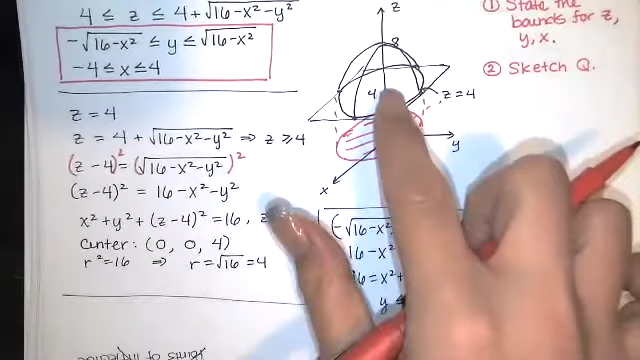 4 ≤ z ≤ 4 + √16 - x² - y²
-√16 - x² ≤ y ≤ √16 - x²
-4 ≤ x ≤ 4
z = 4
z = 4 + √16 - x² - y² ⇒ z ≥ 4
(z - 4)² = (√16 - x² - y²)²
(z - 4)² = 16 - x² - y²
x² + y² + (z - 4)² = 16, z
Center: (0, 0, 4)
r² = 16 ⇒ r = √16 = 4
z
8
4
z = 4
y
x
① State the
bounds for z,
y, x.
② Sketch Q.
(-√16 - x²
16 - x²
= x² +
y